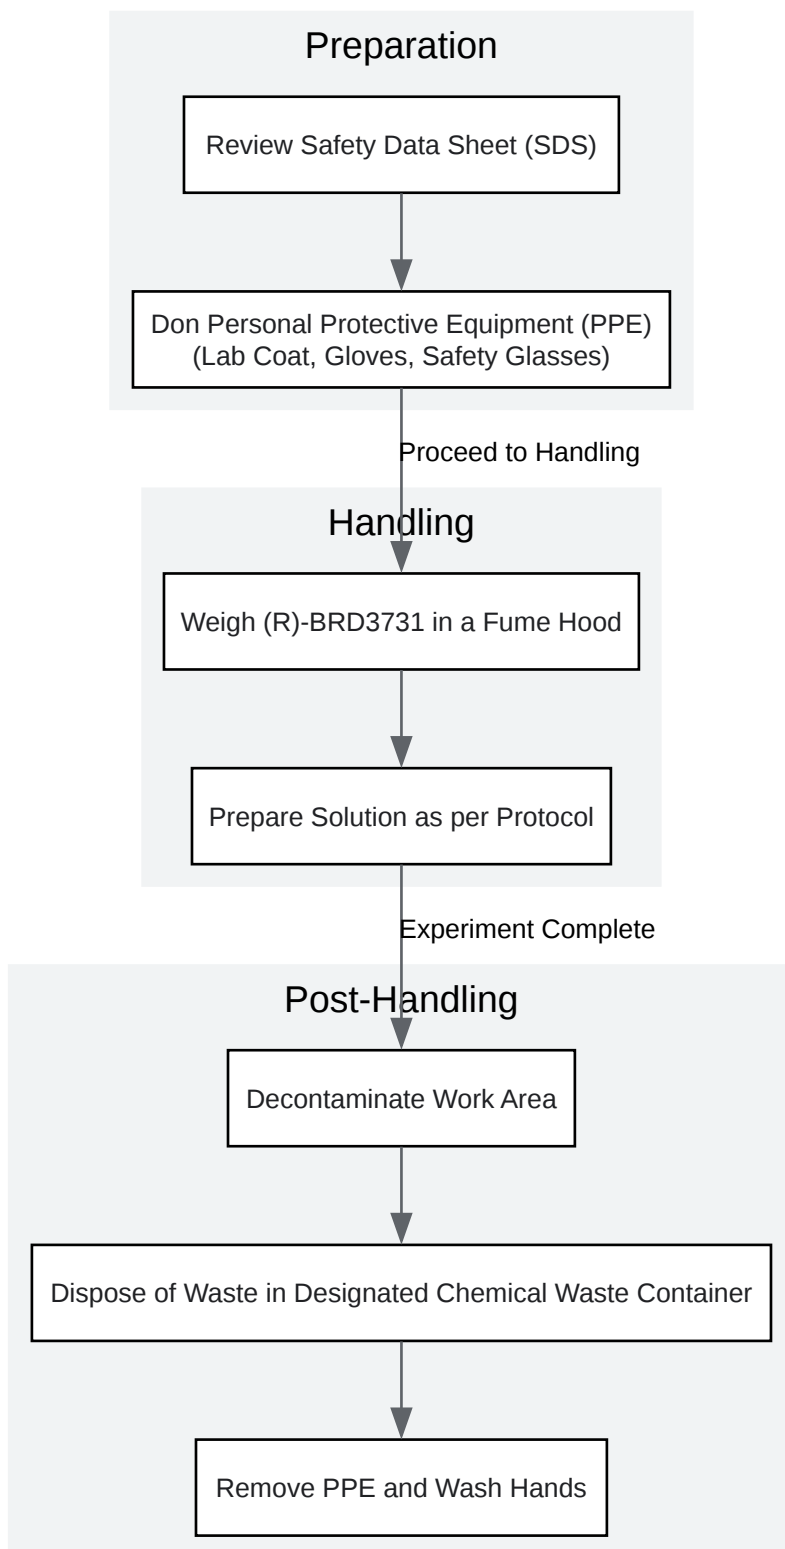 Preparation
Review Safety Data Sheet (SDS)
Don Personal Protective Equipment (PPE)
(Lab Coat, Gloves, Safety Glasses)
Proceed to Handling
Handling
Weigh (R)-BRD3731 in a Fume Hood
Prepare Solution as per Protocol
Experiment Complete
Post-Handling
Decontaminate Work Area
Dispose of Waste in Designated Chemical Waste Container
Remove PPE and Wash Hands